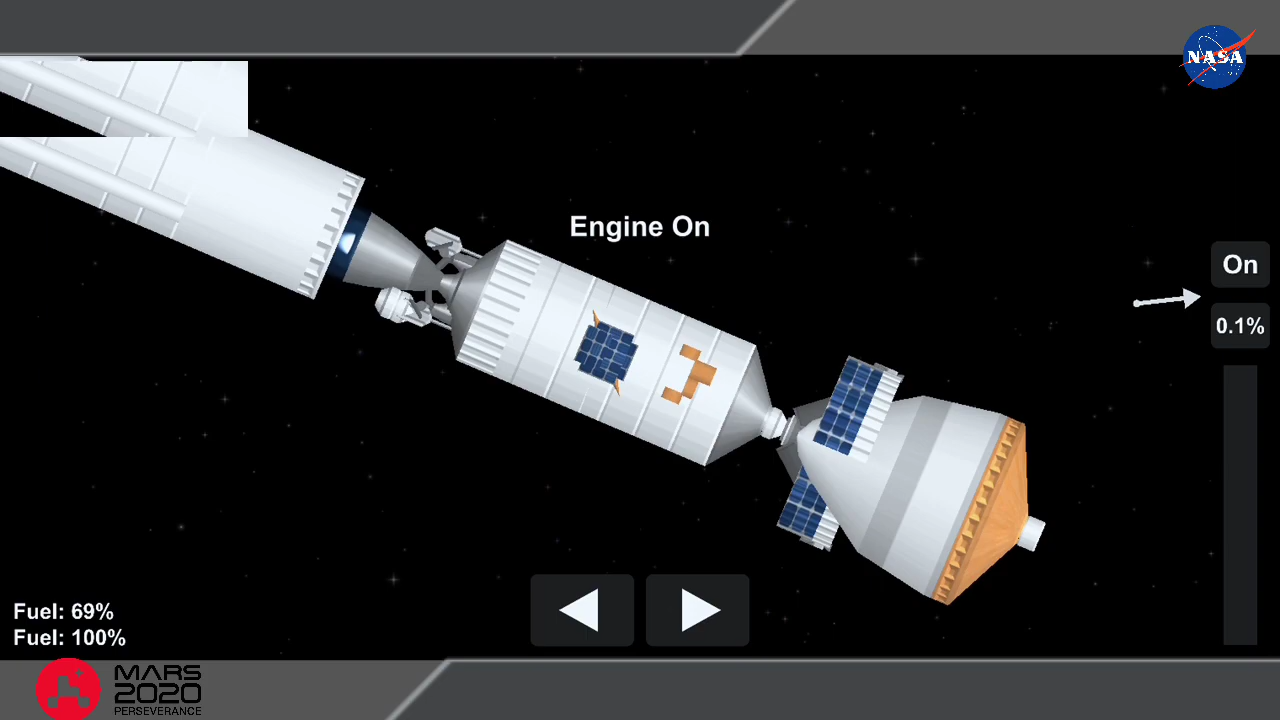 NASA
Engine On
On
0.1%
Fuel: 69%
Fuel: 100%
MARS
2020
PERSEVERANCE